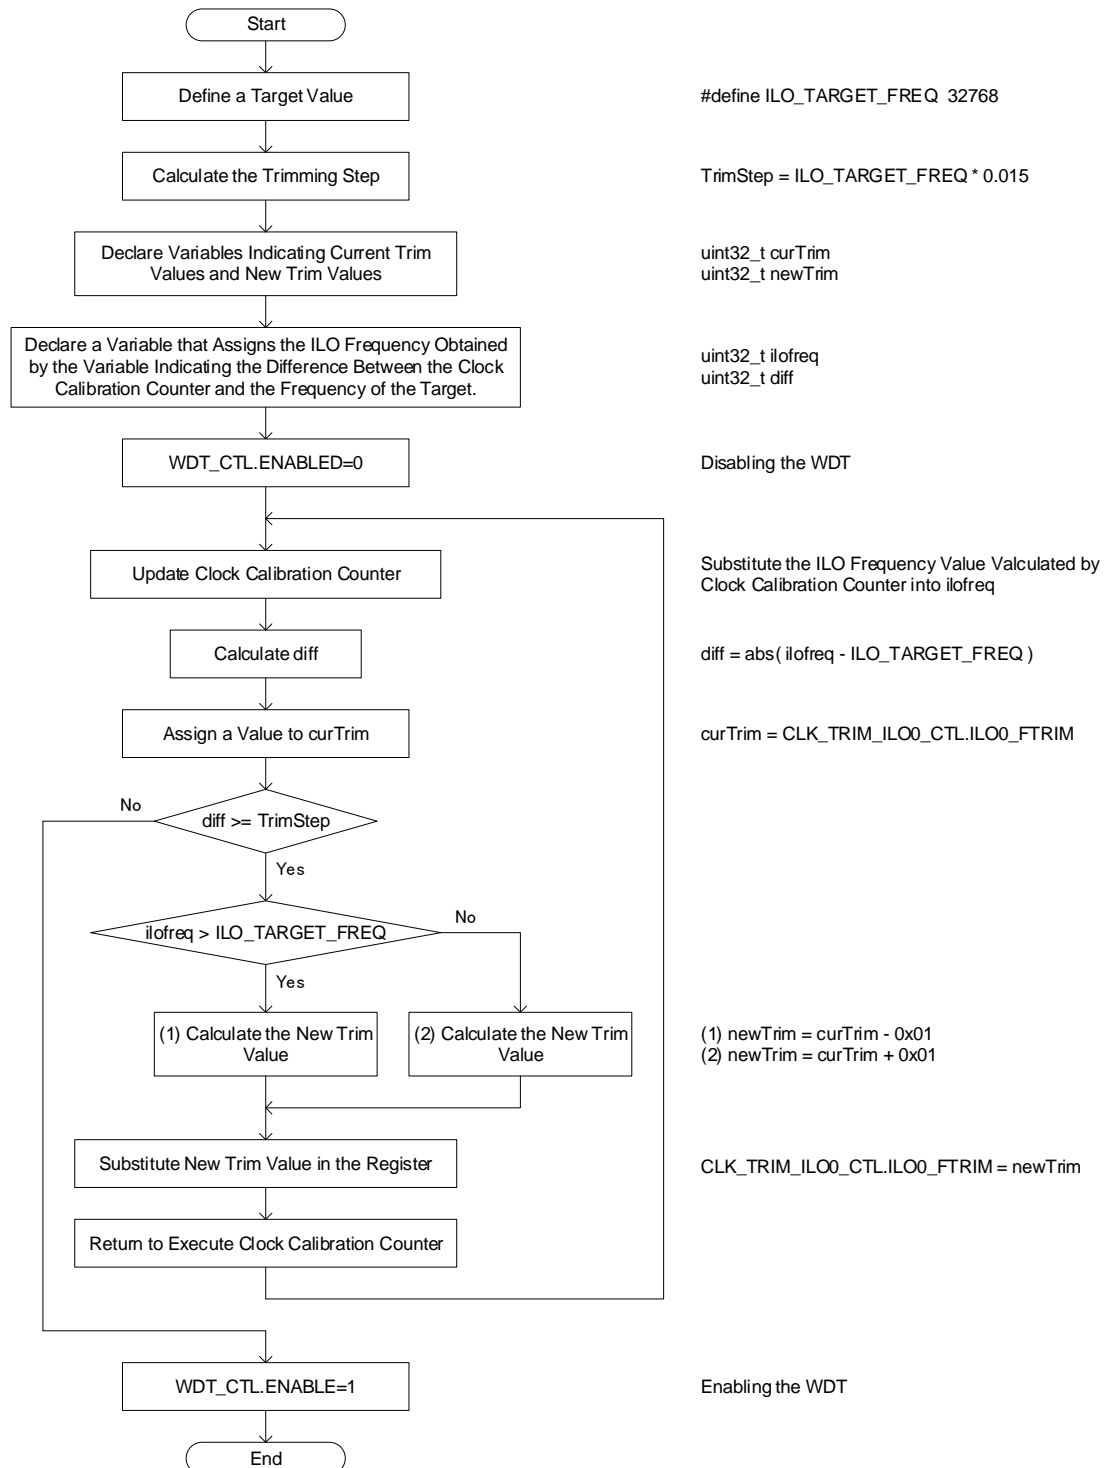 Start
Define a Target Value
#define ILO_TARGET_FREQ 32768
Calculate the Trimming Step
TrimStep = ILO_TARGET_FREQ * 0.015
Declare Variables Indicating Current Trim
Values and New Trim Values
uint32_t curTrim
uint32_t newTrim
Declare a Variable that Assigns the ILO Frequency Obtained
by the Variable Indicating the Difference Between the Clock
Calibration Counter and the Frequency of the Target.
uint32_t ilofreq
uint32_t diff
WDT_CTL.ENABLED=0
Disabling the WDT
Update Clock Calibration Counter
Substitute the ILO Frequency Value Valculated by
Clock Calibration Counter into ilofreq
Calculate diff
diff = abs( ilofreq - ILO_TARGET_FREQ )
Assign a Value to curTrim
curTrim = CLK_TRIM_ILO0_CTL.ILO0_FTRIM
No
diff >= TrimStep
Yes
ilofreq > ILO_TARGET_FREQ
No
Yes
(1) Calculate the New Trim
Value
(2) Calculate the New Trim
Value
(1) newTrim = curTrim - 0x01
(2) newTrim = curTrim + 0x01
Substitute New Trim Value in the Register
CLK_TRIM_ILO0_CTL.ILO0_FTRIM = newTrim
Return to Execute Clock Calibration Counter
WDT_CTL.ENABLE=1
Enabling the WDT
End